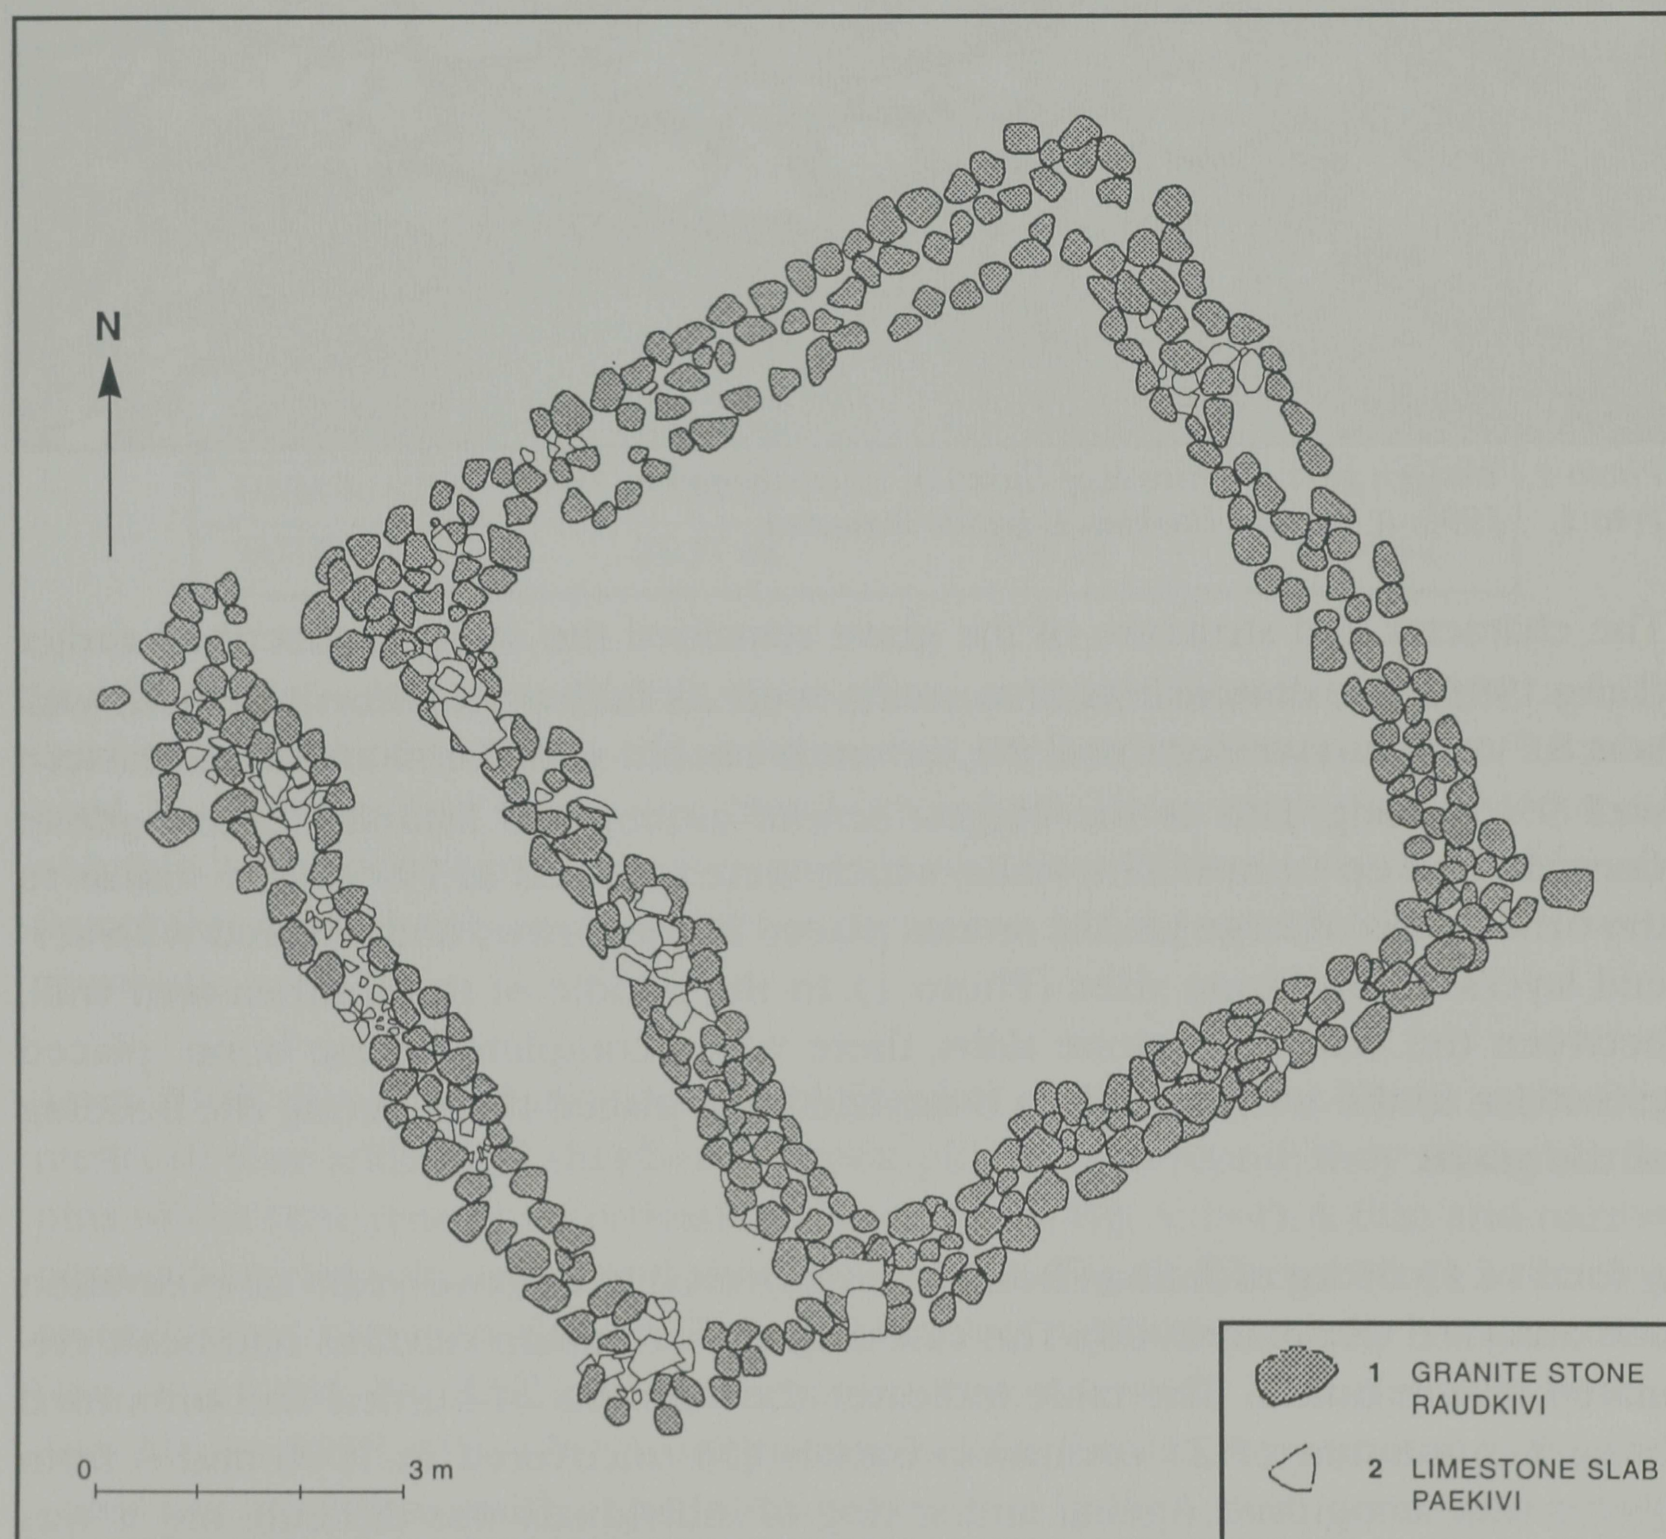 N
0 3 m
1 GRANITE STONE
RAUDKIVI
2 LIMESTONE SLAB
PAEKIVI